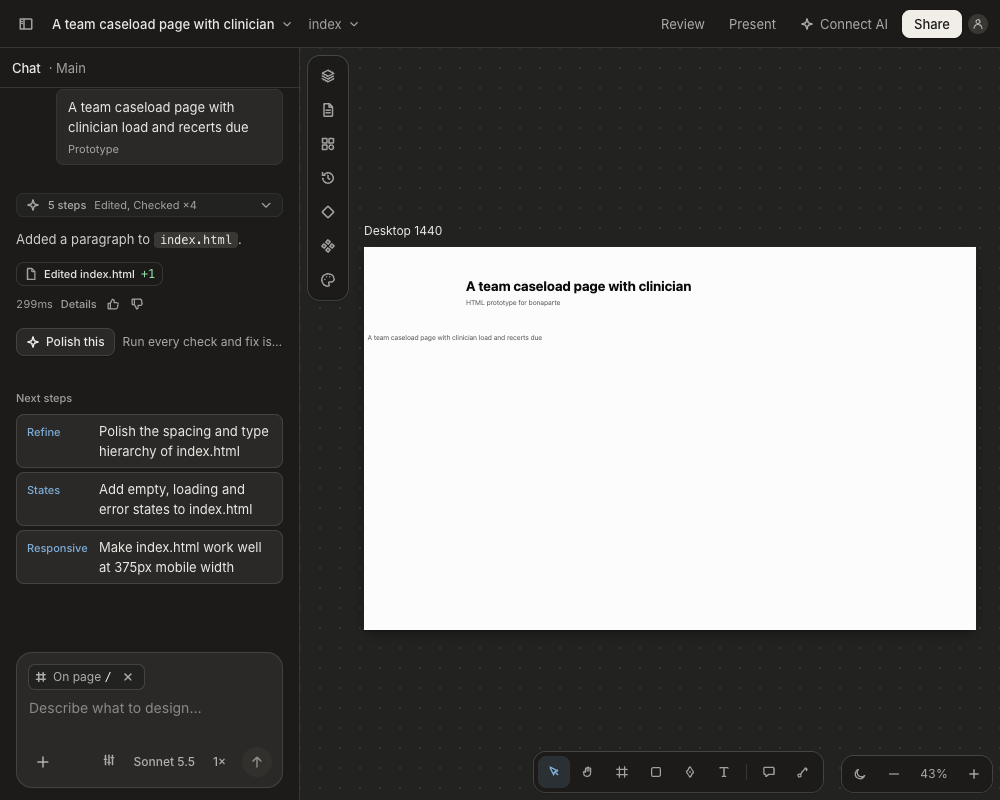 A team caseload page with clinician
index
Review
Present
Connect AI
Share
Chat · Main
A team caseload page with
clinician load and recerts due
Prototype
5 steps Edited, Checked ×4
Added a paragraph to index.html.
Edited index.html +1
299ms Details
Polish this Run every check and fix is...
Next steps
Refine Polish the spacing and type
hierarchy of index.html
States Add empty, loading and
error states to index.html
Responsive Make index.html work well
at 375px mobile width
On page /
Describe what to design...
Sonnet 5.5 1×
Desktop 1440
A team caseload page with clinician
HTML prototype for bonaparte
A team caseload page with clinician load and recerts due
43%